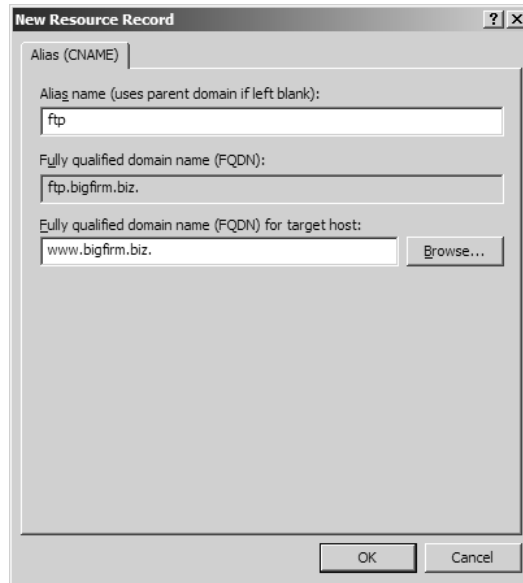 New Resource Record
? X
Alias (CNAME)
Alias name (uses parent domain if left blank):
ftp
Fully qualified domain name (FQDN):
ftp.bigfirm.biz.
Fully qualified domain name (FQDN) for target host:
www.bigfirm.biz.
Browse...
OK
Cancel